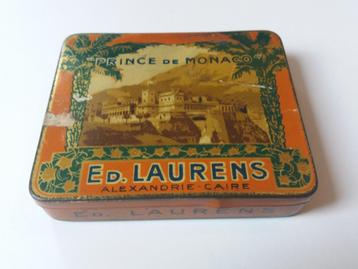 "PRINCE DE MONACO"
ED. LAURENS
ALEXANDRIE-CAIRE
ED. LAURENS